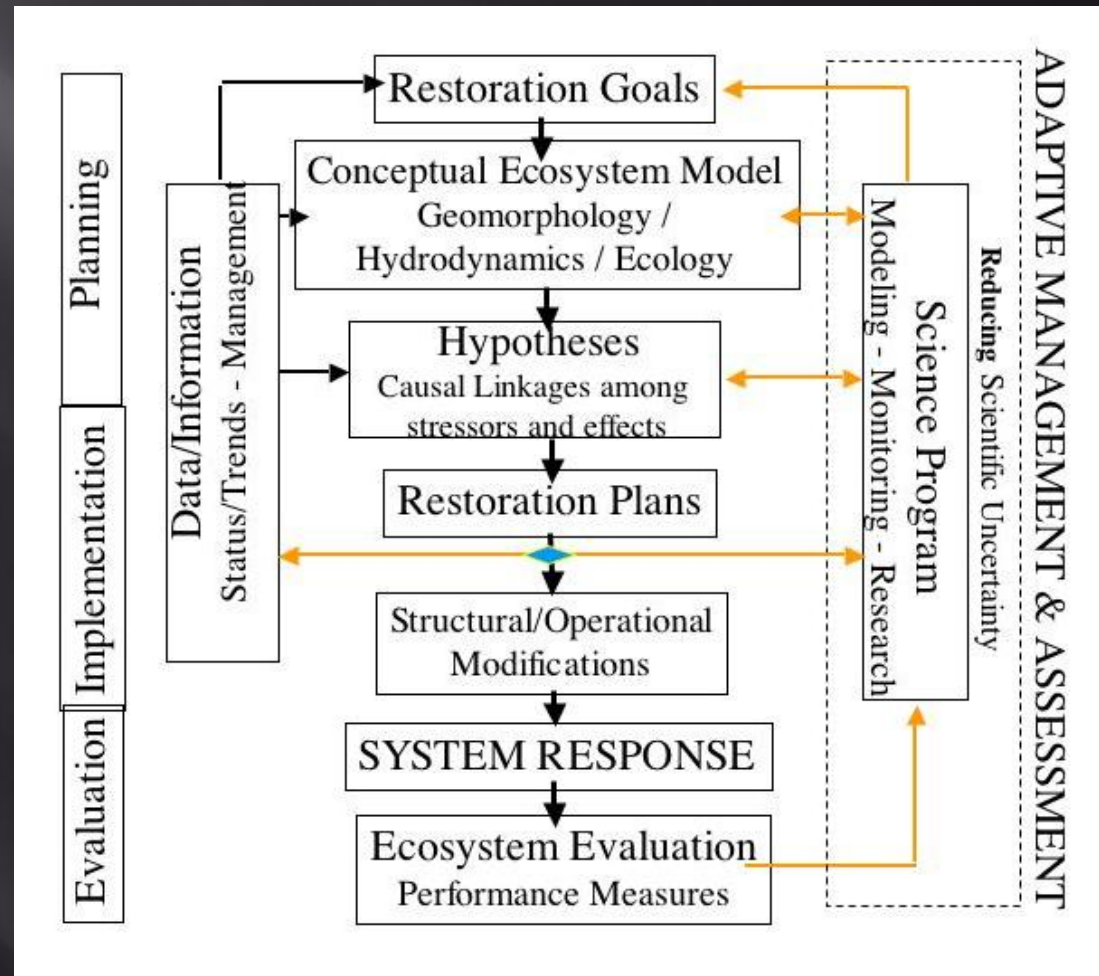 Planning
Implementation
Evaluation
Data/Information
Status/Trends - Management
Restoration Goals
Conceptual Ecosystem Model
Geomorphology /
Hydrodynamics / Ecology
Hypotheses
Causal Linkages among
stressors and effects
Restoration Plans
Structural/Operational
Modifications
SYSTEM RESPONSE
Ecosystem Evaluation
Performance Measures
Science Program
Modeling - Monitoring - Research
Reducing Scientific Uncertainty
ADAPTIVE MANAGEMENT & ASSESSMENT